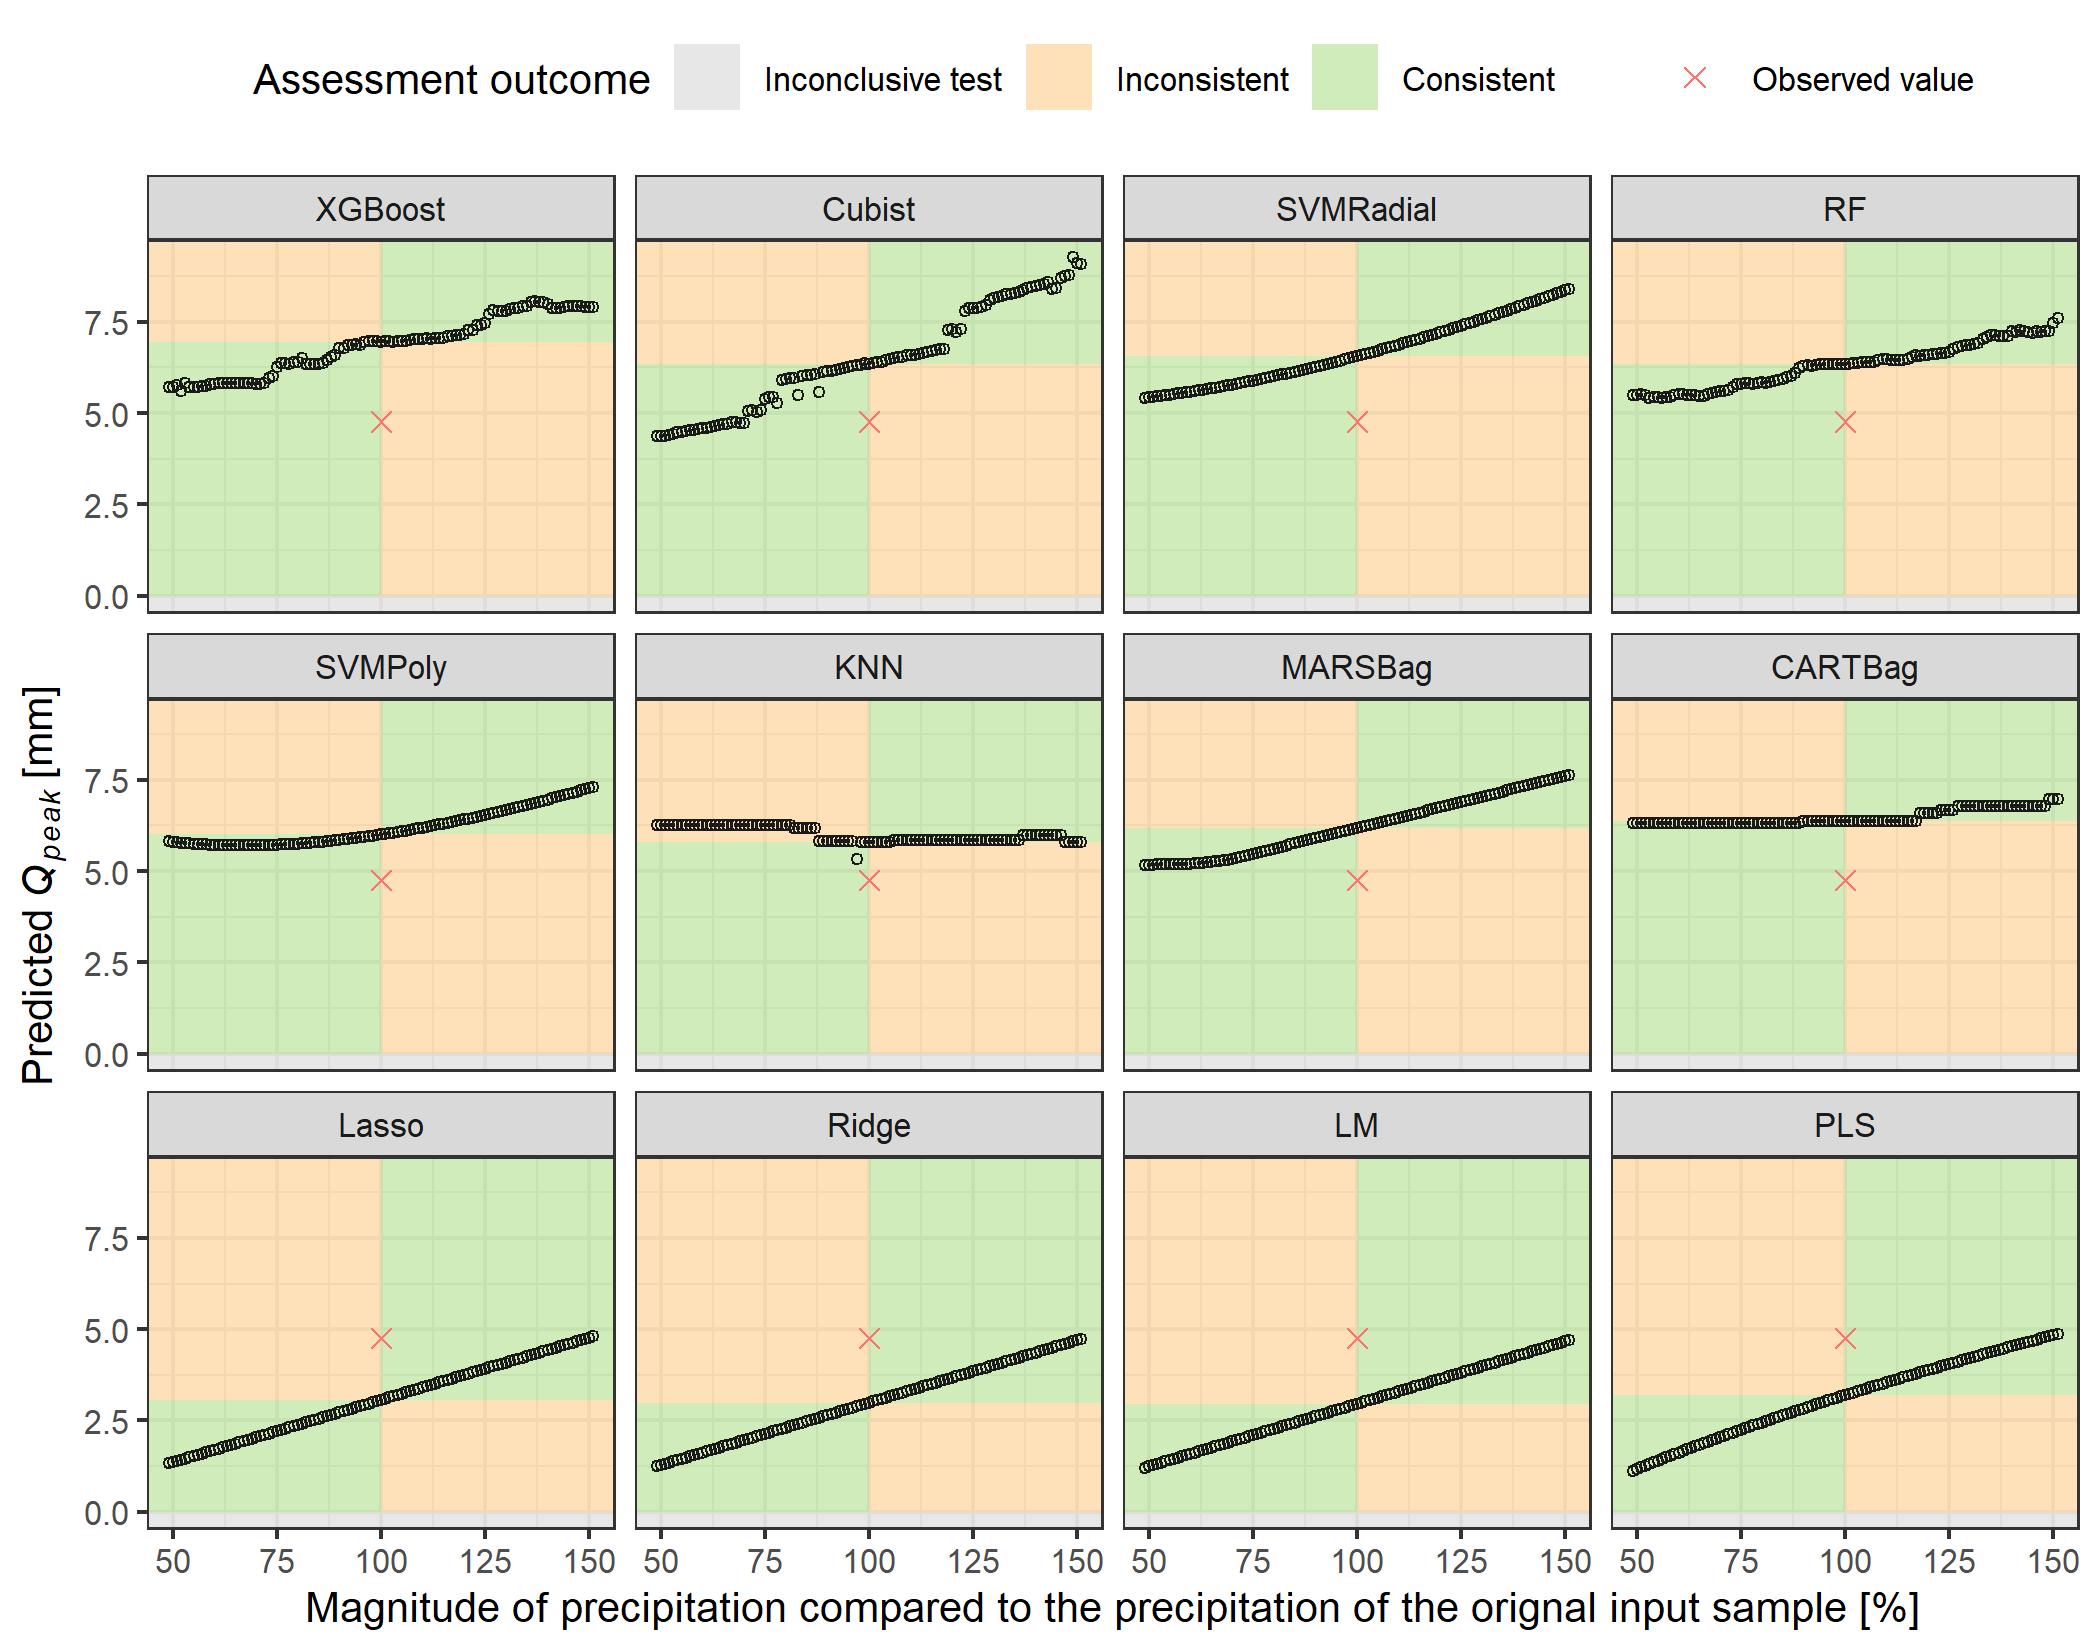 Assessment outcome Inconclusive test Inconsistent Consistent Observed value
XGBoost Cubist SVMRadial RF
7.5
5.0
2.5
0.0
SVMPoly KNN MARSBag CARTBag
7.5
5.0
2.5
0.0
Predicted Qpeak [mm]
Lasso Ridge LM PLS
7.5
5.0
2.5
0.0
50 75 100 125 150 50 75 100 125 150 50 75 100 125 150 50 75 100 125 150
Magnitude of precipitation compared to the precipitation of the orignal input sample [%]